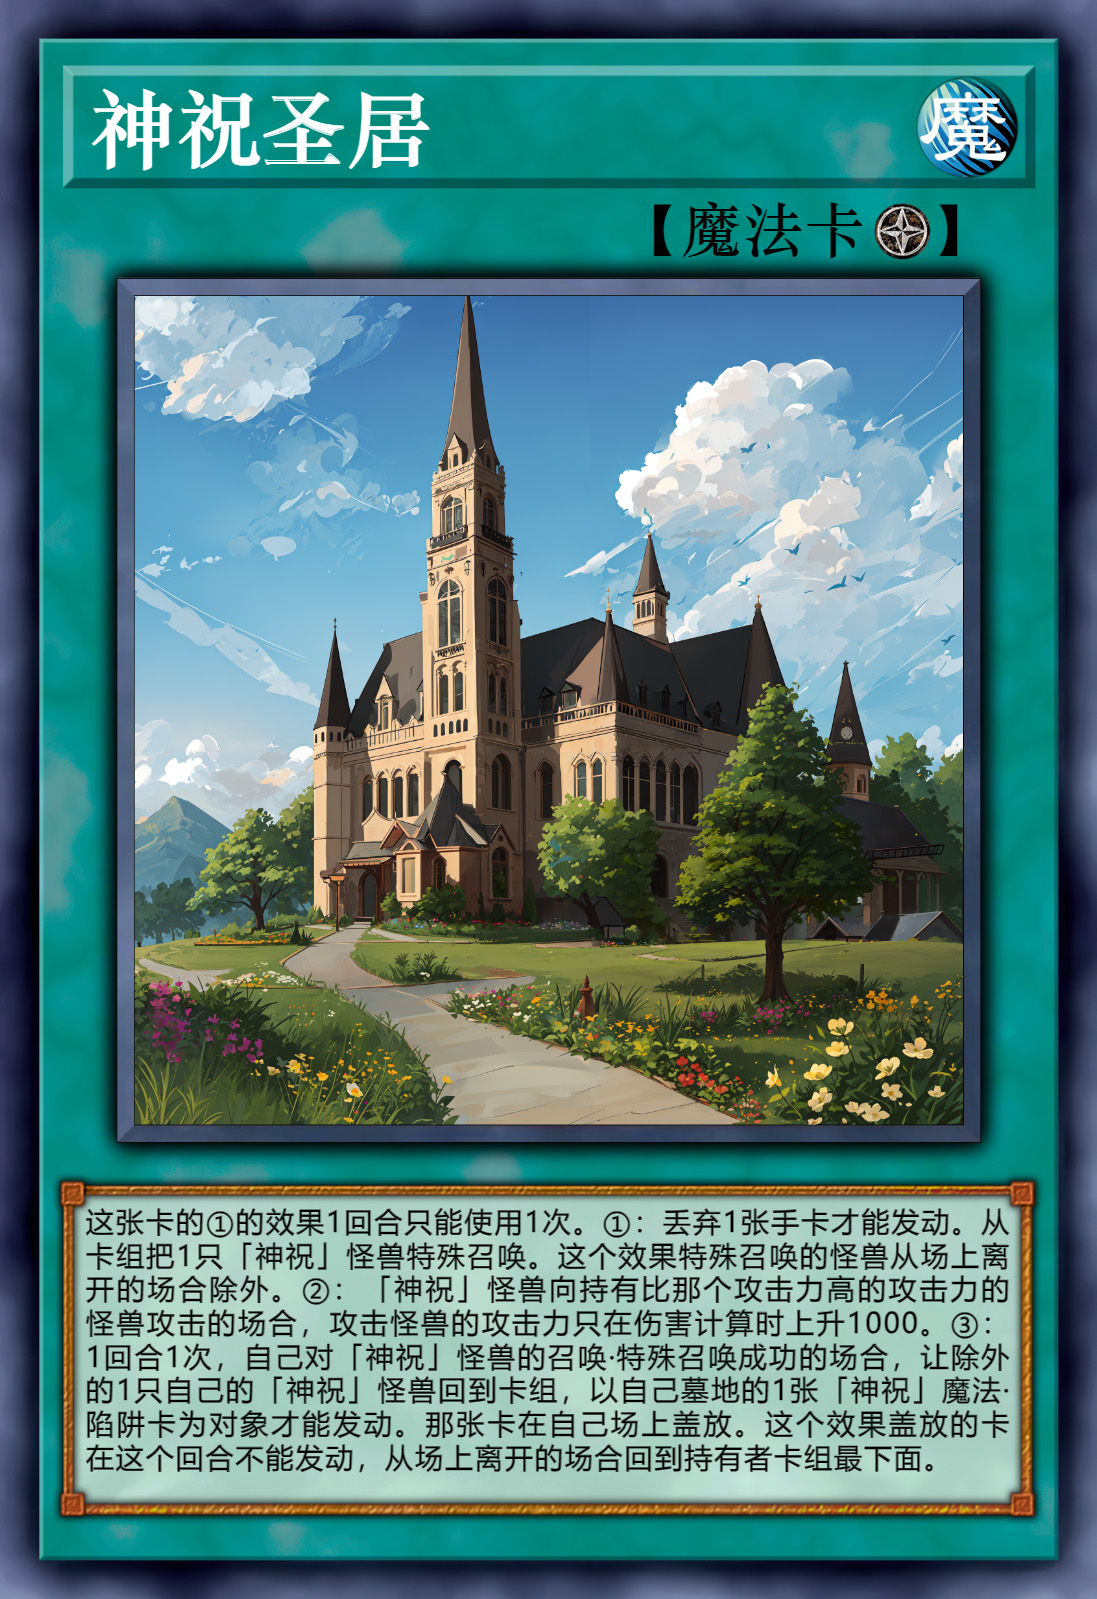 神祝圣居
魔
【魔法卡】
这张卡的①的效果1回合只能使用1次。①：丢弃1张手卡才能发动。从
卡组把1只「神祝」怪兽特殊召唤。这个效果特殊召唤的怪兽从场上离
开的场合除外。②：「神祝」怪兽向持有比那个攻击力高的攻击力的
怪兽攻击的场合，攻击怪兽的攻击力只在伤害计算时上升1000。③：
1回合1次，自己对「神祝」怪兽的召唤·特殊召唤成功的场合，让除外
的1只自己的「神祝」怪兽回到卡组，以自己墓地的1张「神祝」魔法·
陷阱卡为对象才能发动。那张卡在自己场上盖放。这个效果盖放的卡
在这个回合不能发动，从场上离开的场合回到持有者卡组最下面。